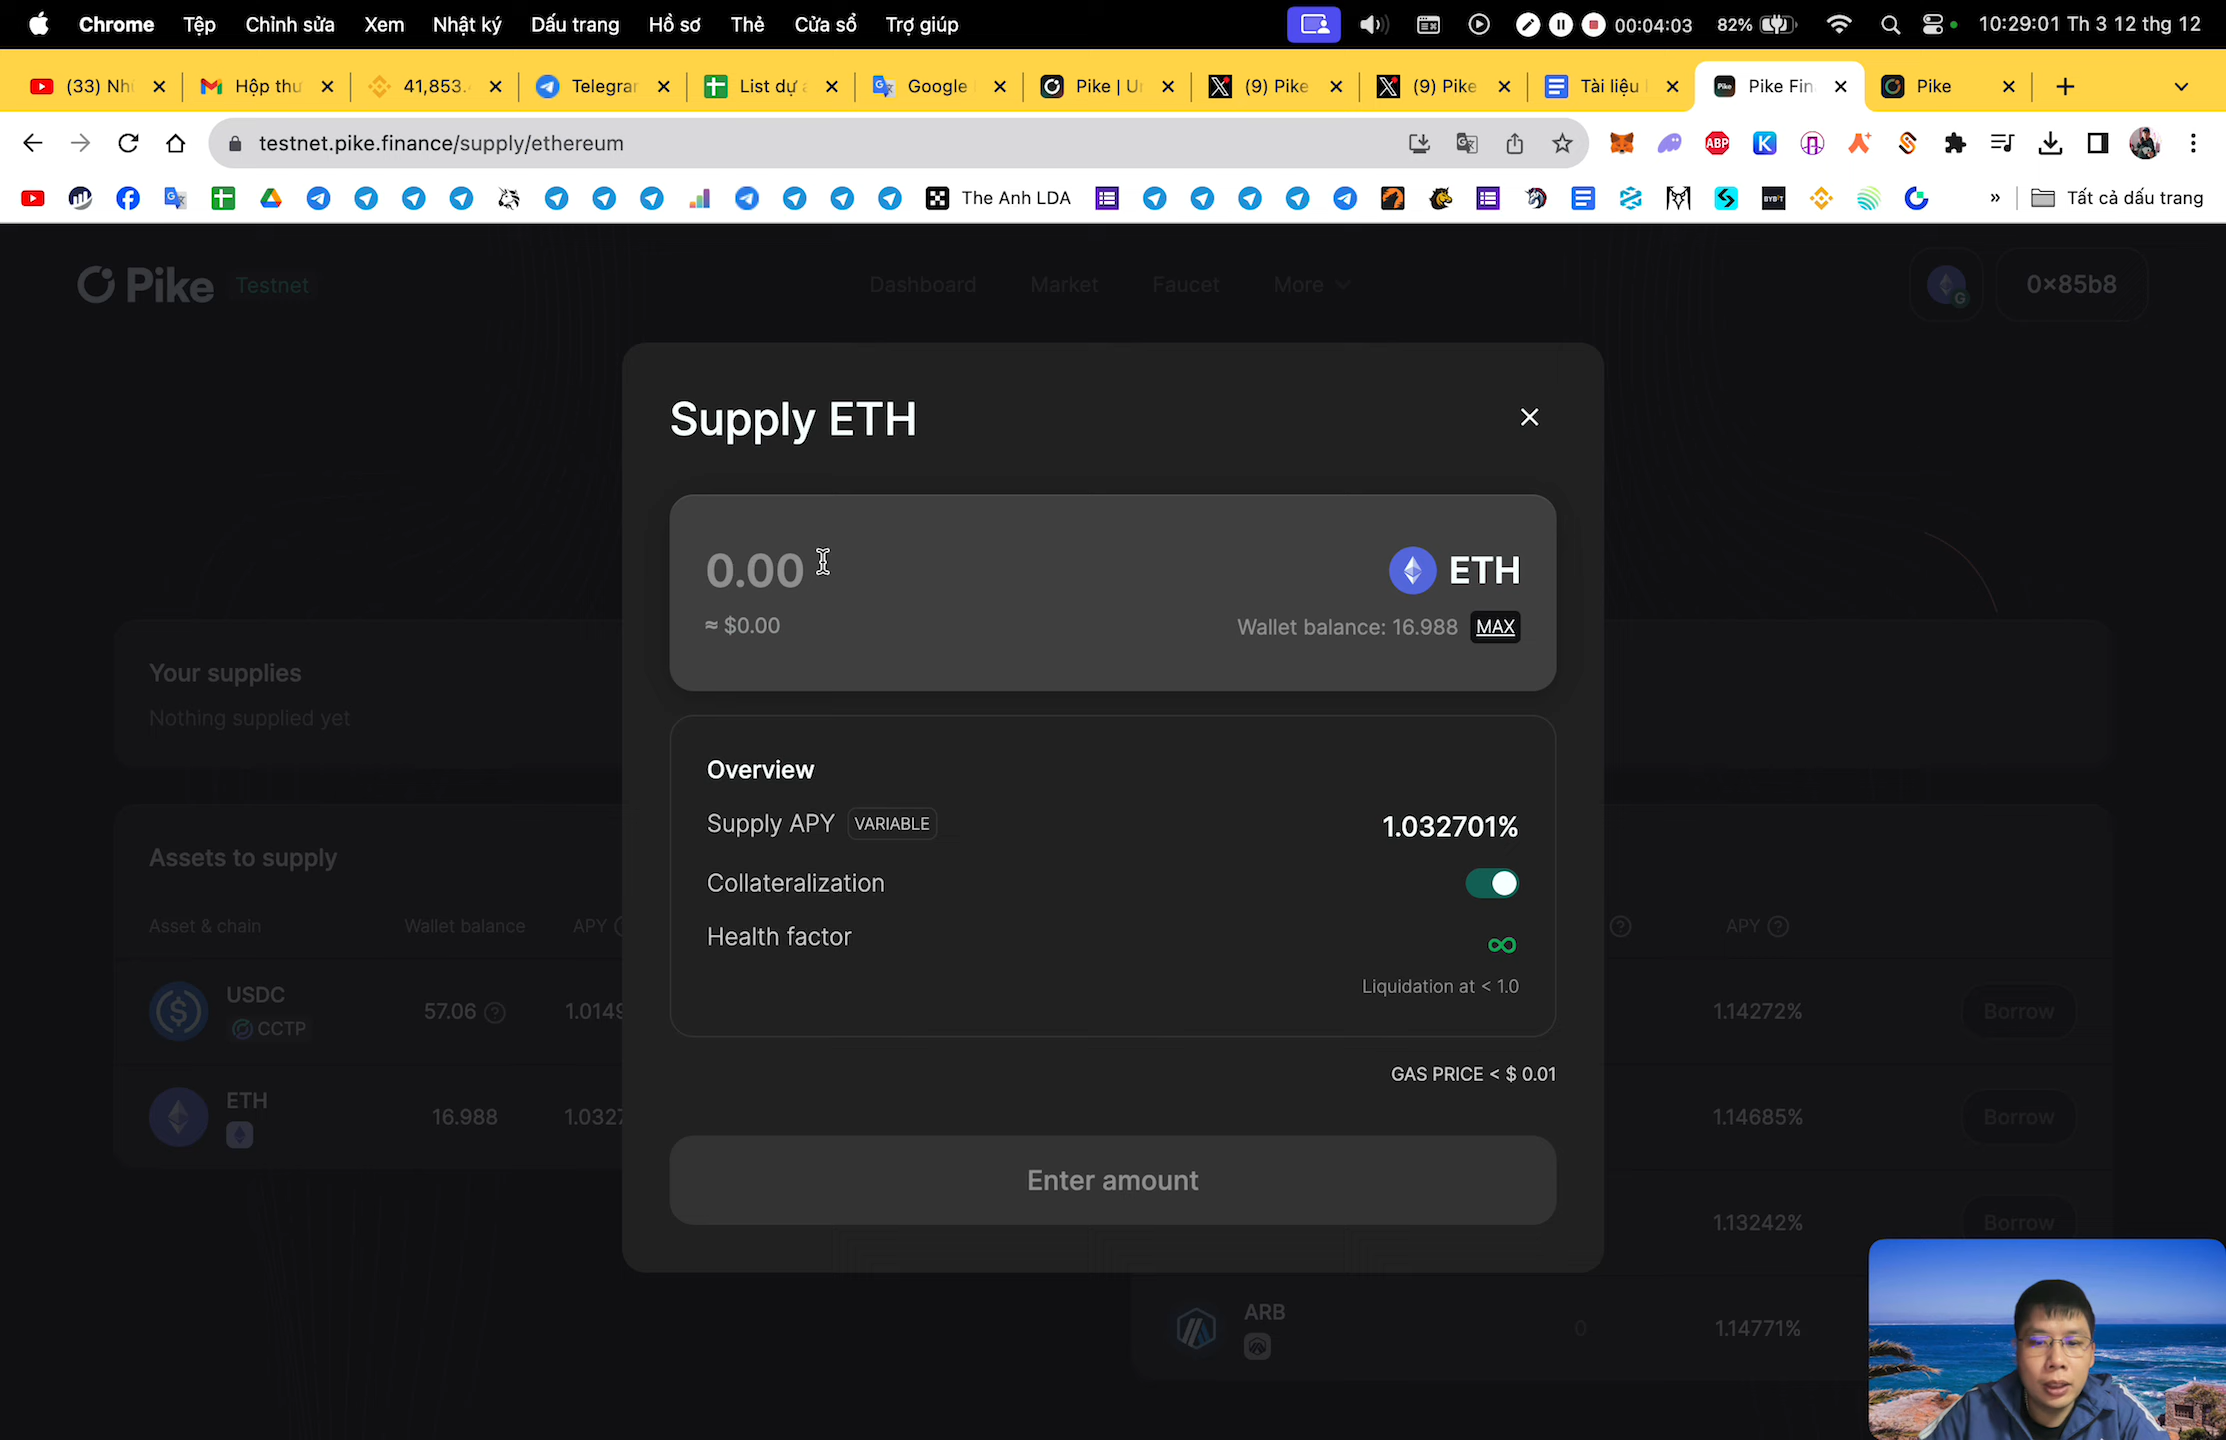 Chrome Tệp Chỉnh sửa Xem Nhật ký Dấu trang Hồ sơ Thẻ Cửa sổ Trợ giúp 00:04:03 82% 10:29:01 Th 3 12 thg 12
(33) Nh Hộp thư 41,853. Telegrar List dự Google Pike | Ur (9) Pike (9) Pike Tài liệu Pike Fin Pike
testnet.pike.finance/supply/ethereum
The Anh LDA » Tất cả dấu trang
Pike Testnet Dashboard Market Faucet More 0×85b8
Supply ETH
0.00 ETH
≈ $0.00 Wallet balance: 16.988 MAX
Your supplies
Nothing supplied yet
Overview
Supply APY VARIABLE 1.032701%
Collateralization
Health factor ∞
Liquidation at < 1.0
GAS PRICE < $ 0.01
Enter amount
Assets to supply
Asset & chain Wallet balance APY
USDC 57.06 1.0149
CCTP
ETH 16.988 1.0327
APY
1.14272% Borrow
1.14685% Borrow
1.13242% Borrow
ARB 0 1.14771%